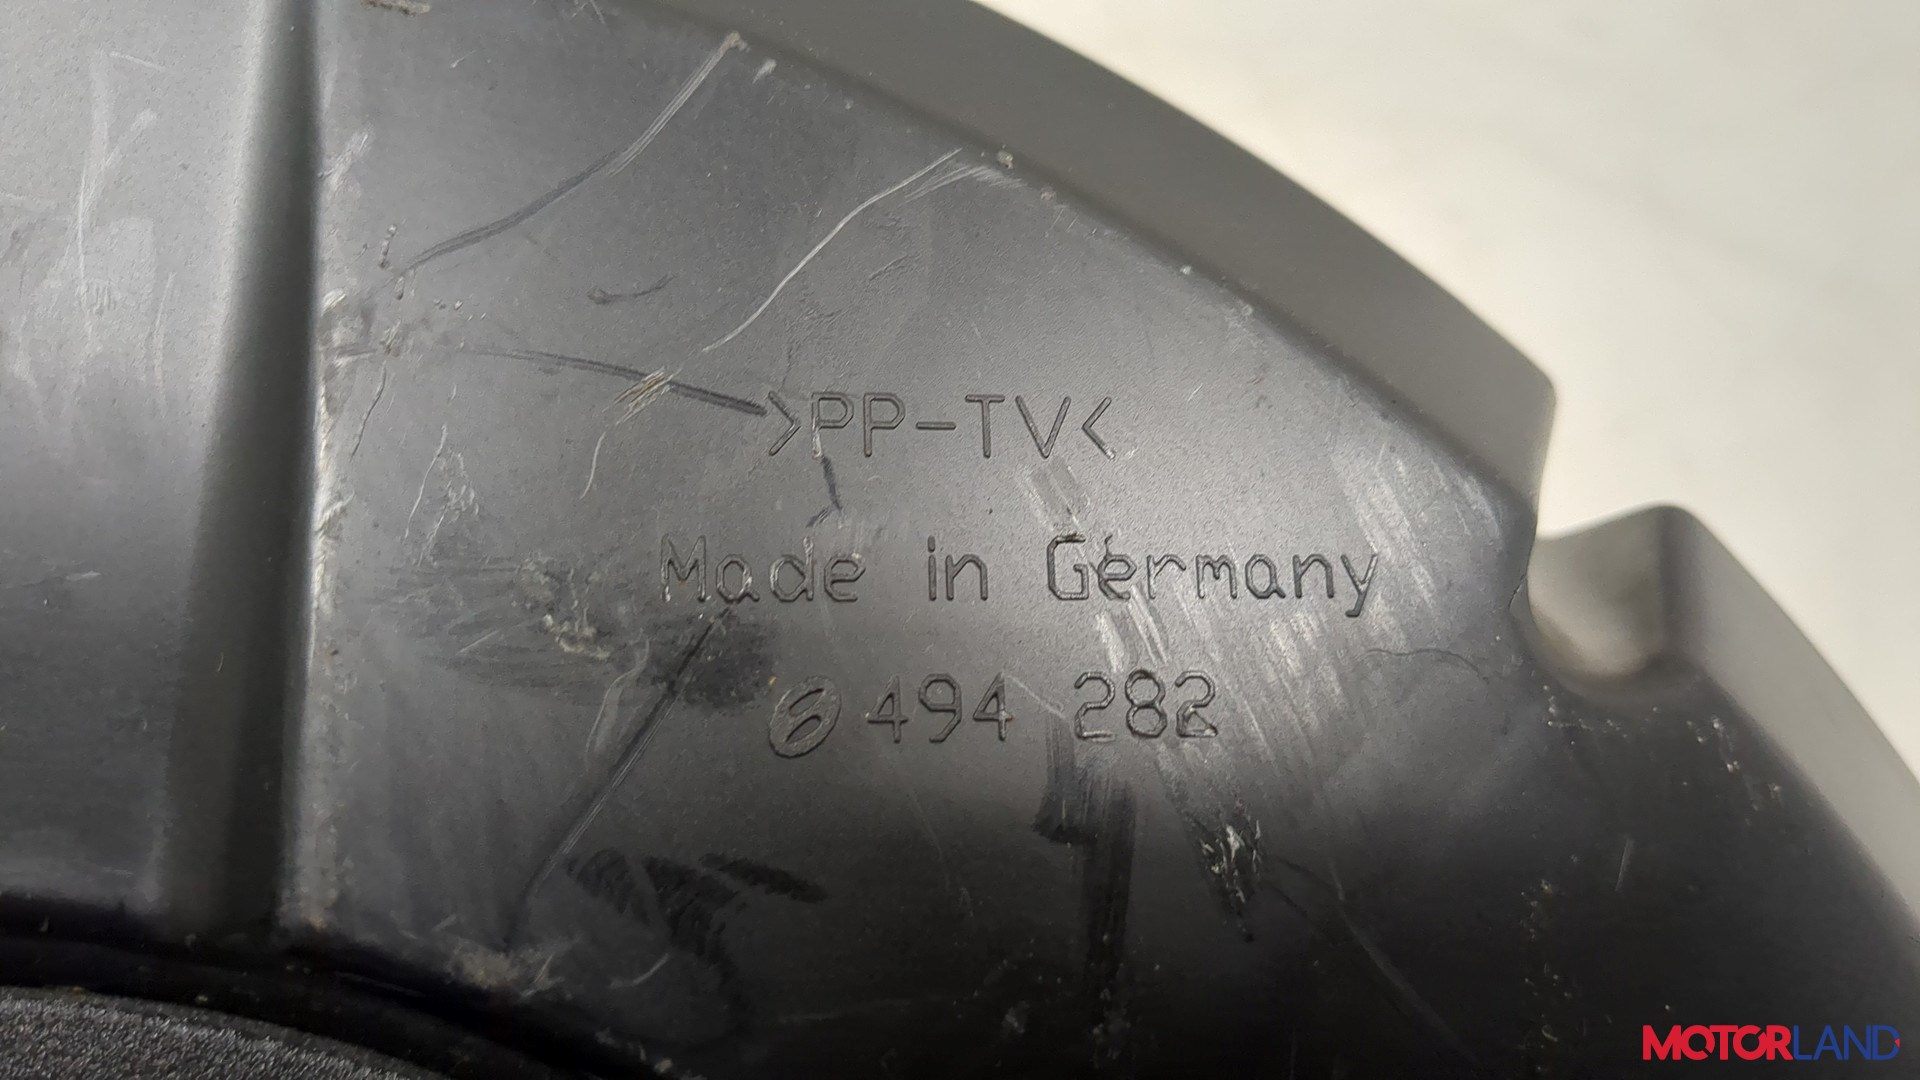 >PP-TV<
Made in Germany
494 282
MOTORLAND